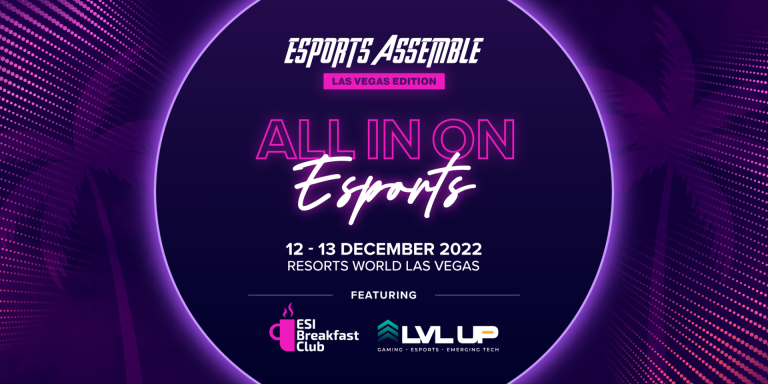 ESPORTS ASSEMBLE
LAS VEGAS EDITION
ALL IN ON
Esports
12 - 13 DECEMBER 2022
RESORTS WORLD LAS VEGAS
FEATURING
ESI
Breakfast
Club
LVL UP
GAMING - ESPORTS - EMERGING TECH